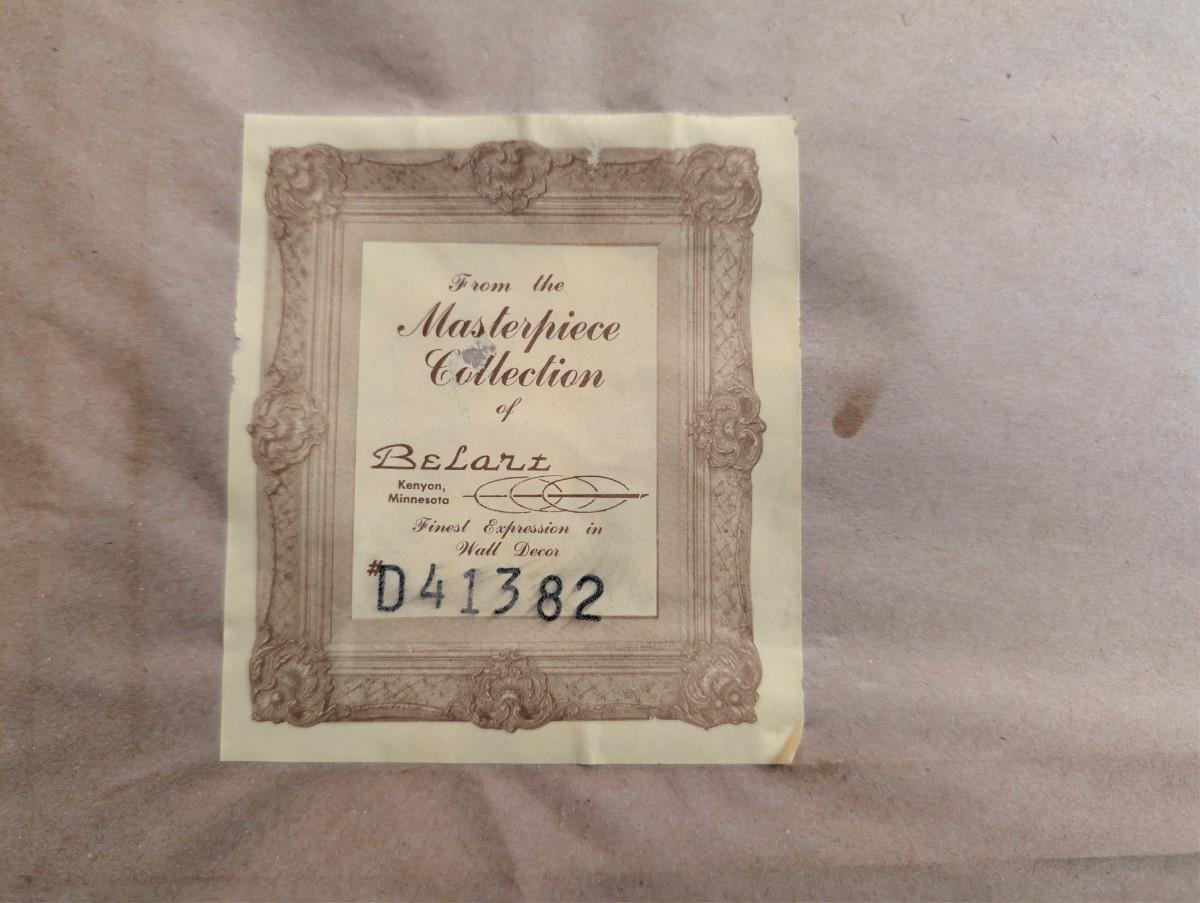 From the
Masterpiece
Collection
of
BELART
Kenyon,
Minnesota
Finest Expression in
Wall Decor
#D41382